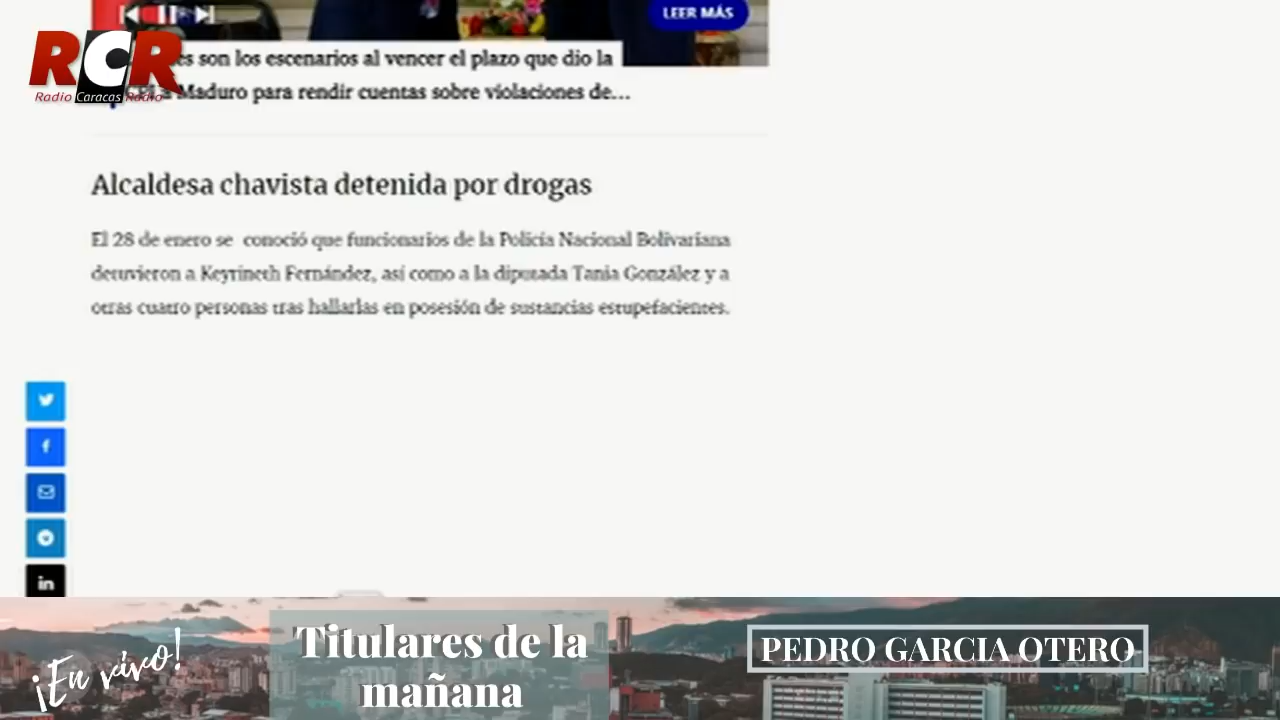 LEER MÁS
RCR
Radio Caracas Radio
es son los escenarios al vencer el plazo que dio la
a Maduro para rendir cuentas sobre violaciones de...
Alcaldesa chavista detenida por drogas
El 28 de enero se conoció que funcionarios de la Policía Nacional Bolivariana
detuvieron a Keyrineth Fernández, así como a la diputada Tania González y a
otras cuatro personas tras hallarlas en posesión de sustancias estupefacientes.
in
¡En vivo!
Titulares de la
mañana
PEDRO GARCIA OTERO